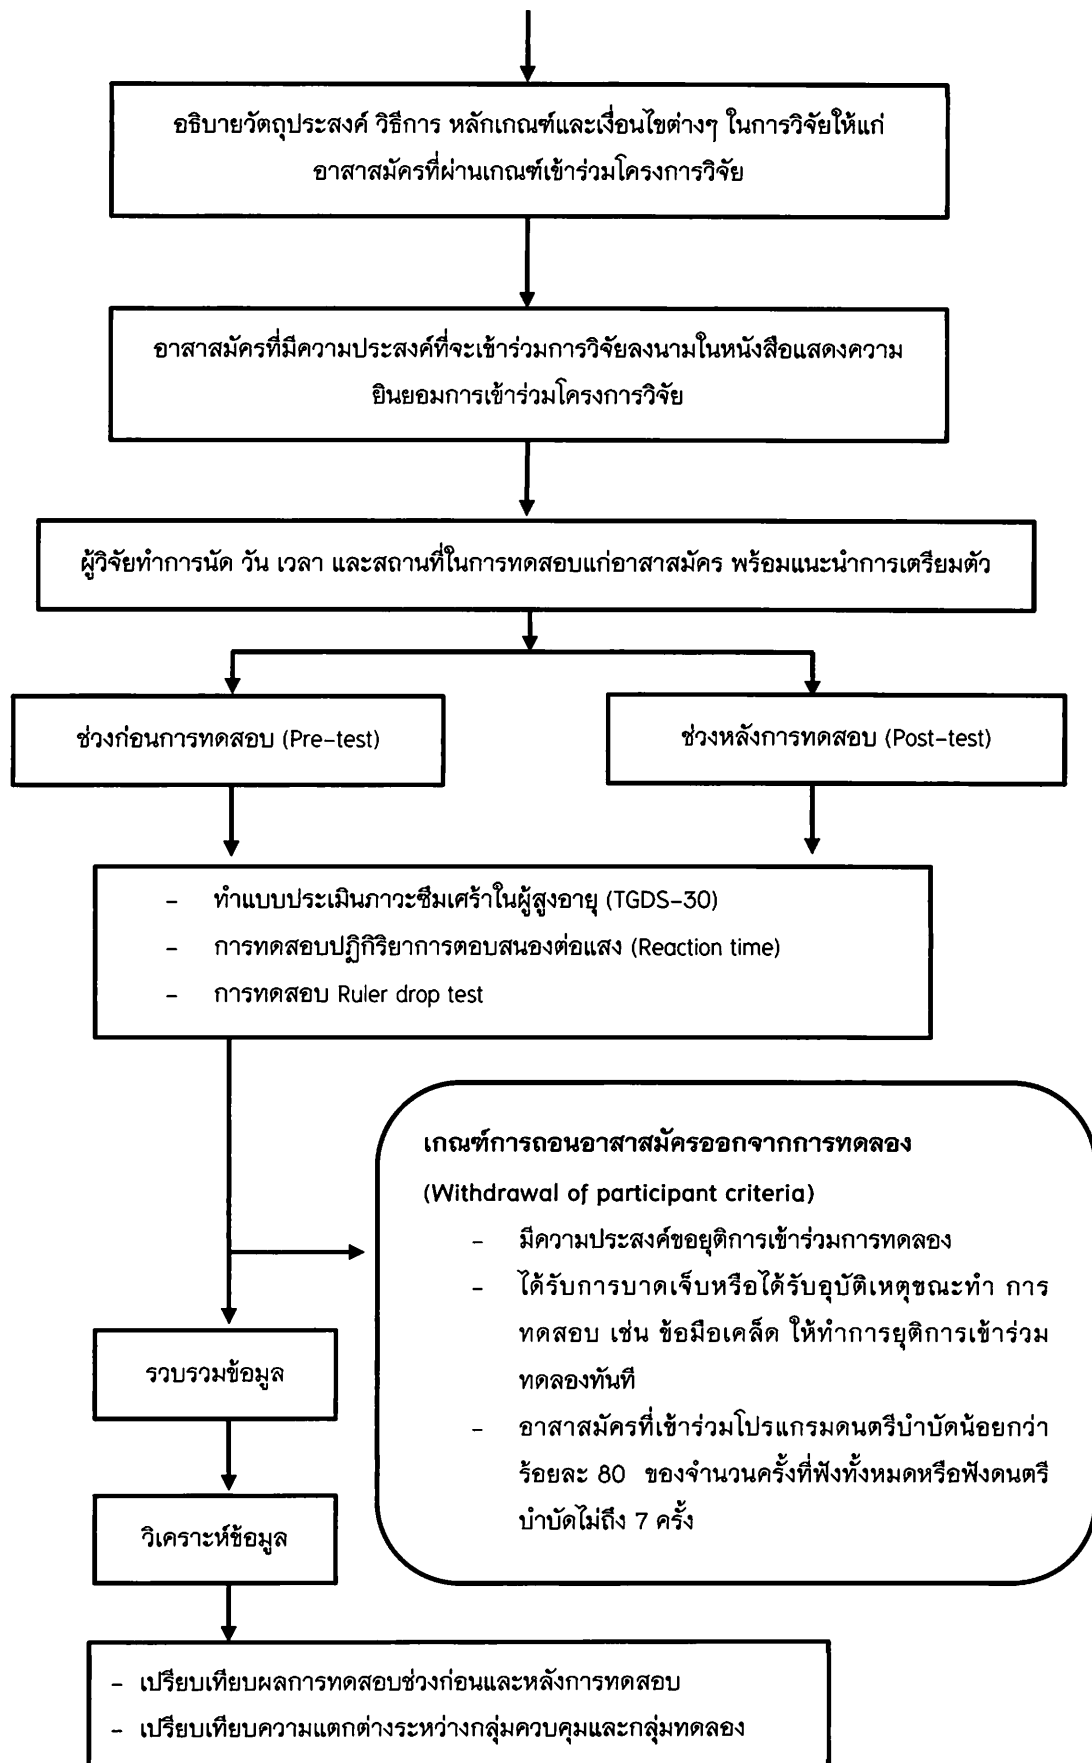 อธิบายวัตถุประสงค์ วิธีการ หลักเกณฑ์และเงื่อนไขต่างๆ ในการวิจัยให้แก่
อาสาสมัครที่ผ่านเกณฑ์เข้าร่วมโครงการวิจัย
อาสาสมัครที่มีความประสงค์ที่จะเข้าร่วมการวิจัยลงนามในหนังสือแสดงความ
ยินยอมการเข้าร่วมโครงการวิจัย
ผู้วิจัยทำการนัด วัน เวลา และสถานที่ในการทดสอบแก่อาสาสมัคร พร้อมแนะนำการเตรียมตัว
ช่วงก่อนการทดสอบ (Pre-test)
ช่วงหลังการทดสอบ (Post-test)
- ทำแบบประเมินภาวะซึมเศร้าในผู้สูงอายุ (TGDS-30)
- การทดสอบปฏิกิริยาการตอบสนองต่อแสง (Reaction time)
- การทดสอบ Ruler drop test
เกณฑ์การถอนอาสาสมัครออกจากการทดลอง
(Withdrawal of participant criteria)
- มีความประสงค์ขอยุติการเข้าร่วมการทดลอง
- ได้รับการบาดเจ็บหรือได้รับอุบัติเหตุขณะทำ การ
ทดสอบ เช่น ข้อมือเคล็ด ให้ทำการยุติการเข้าร่วม
ทดลองทันที
- อาสาสมัครที่เข้าร่วมโปรแกรมดนตรีบำบัดน้อยกว่า
ร้อยละ 80 ของจำนวนครั้งที่ฟังทั้งหมดหรือฟังดนตรี
บำบัดไม่ถึง 7 ครั้ง
รวบรวมข้อมูล
วิเคราะห์ข้อมูล
- เปรียบเทียบผลการทดสอบช่วงก่อนและหลังการทดสอบ
- เปรียบเทียบความแตกต่างระหว่างกลุ่มควบคุมและกลุ่มทดลอง